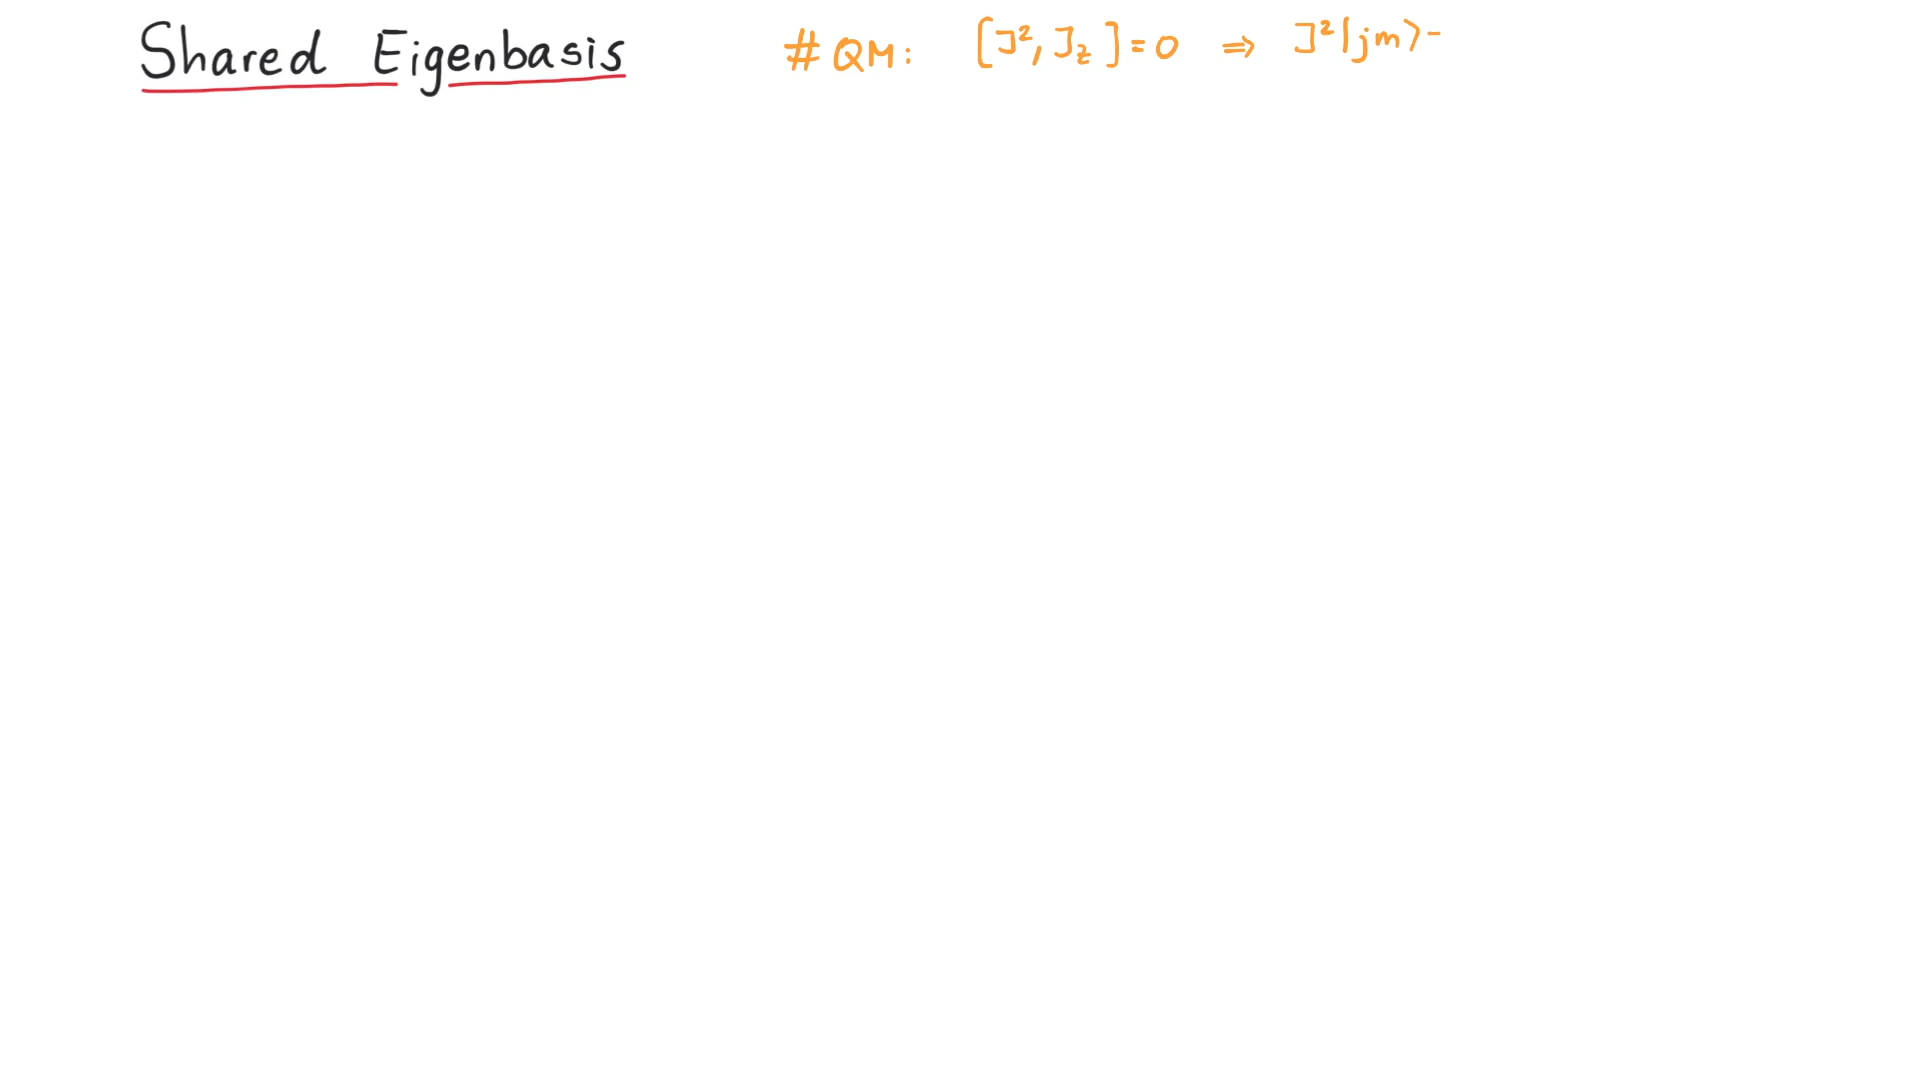 Shared Eigenbasis
# QM: [J², J_z] = 0 ⇒ J²|jm⟩ -